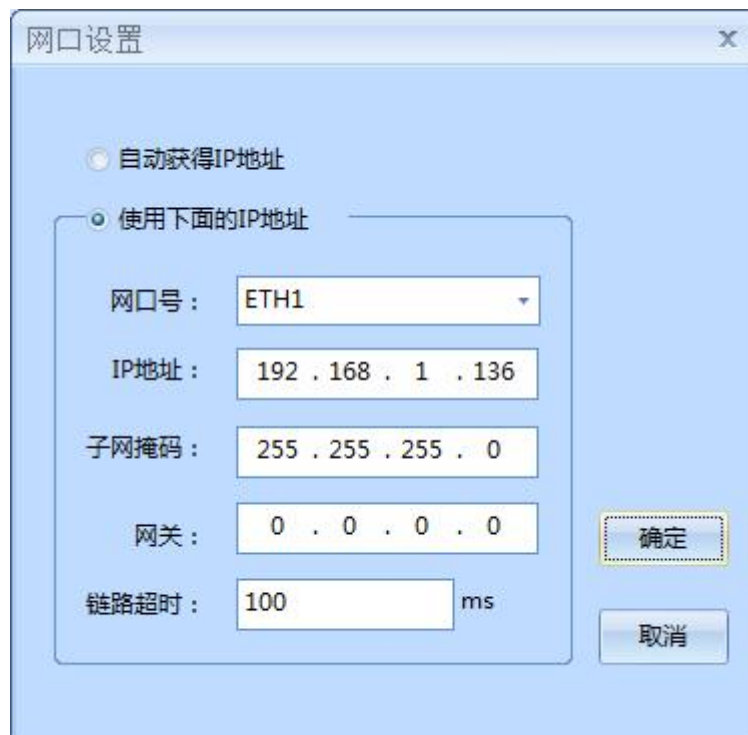 网口设置
自动获得IP地址
使用下面的IP地址
网口号： ETH1
IP地址： 192 . 168 . 1 . 136
子网掩码： 255 . 255 . 255 . 0
网关： 0 . 0 . 0 . 0
确定
链路超时： 100 ms
取消